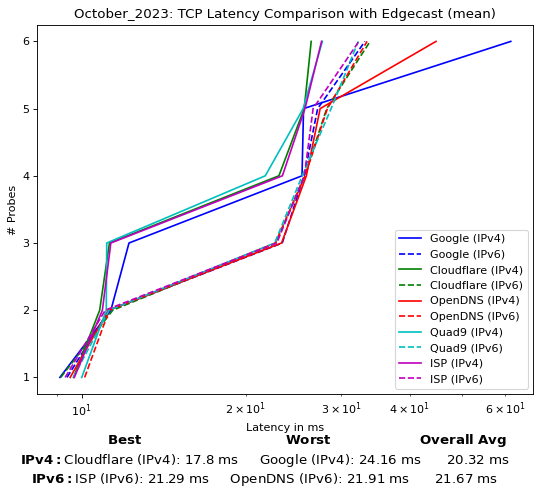 October_2023: TCP Latency Comparison with Edgecast (mean)
6
5
4
3
2
1
# Probes
Google (IPv4)
Google (IPv6)
Cloudflare (IPv4)
Cloudflare (IPv6)
OpenDNS (IPv4)
OpenDNS (IPv6)
Quad9 (IPv4)
Quad9 (IPv6)
ISP (IPv4)
ISP (IPv6)
10¹ 2 × 10¹ 3 × 10¹ 4 × 10¹ 6 × 10¹
Latency in ms
Best Worst Overall Avg
IPv4: Cloudflare (IPv4): 17.8 ms Google (IPv4): 24.16 ms 20.32 ms
IPv6: ISP (IPv6): 21.29 ms OpenDNS (IPv6): 21.91 ms 21.67 ms